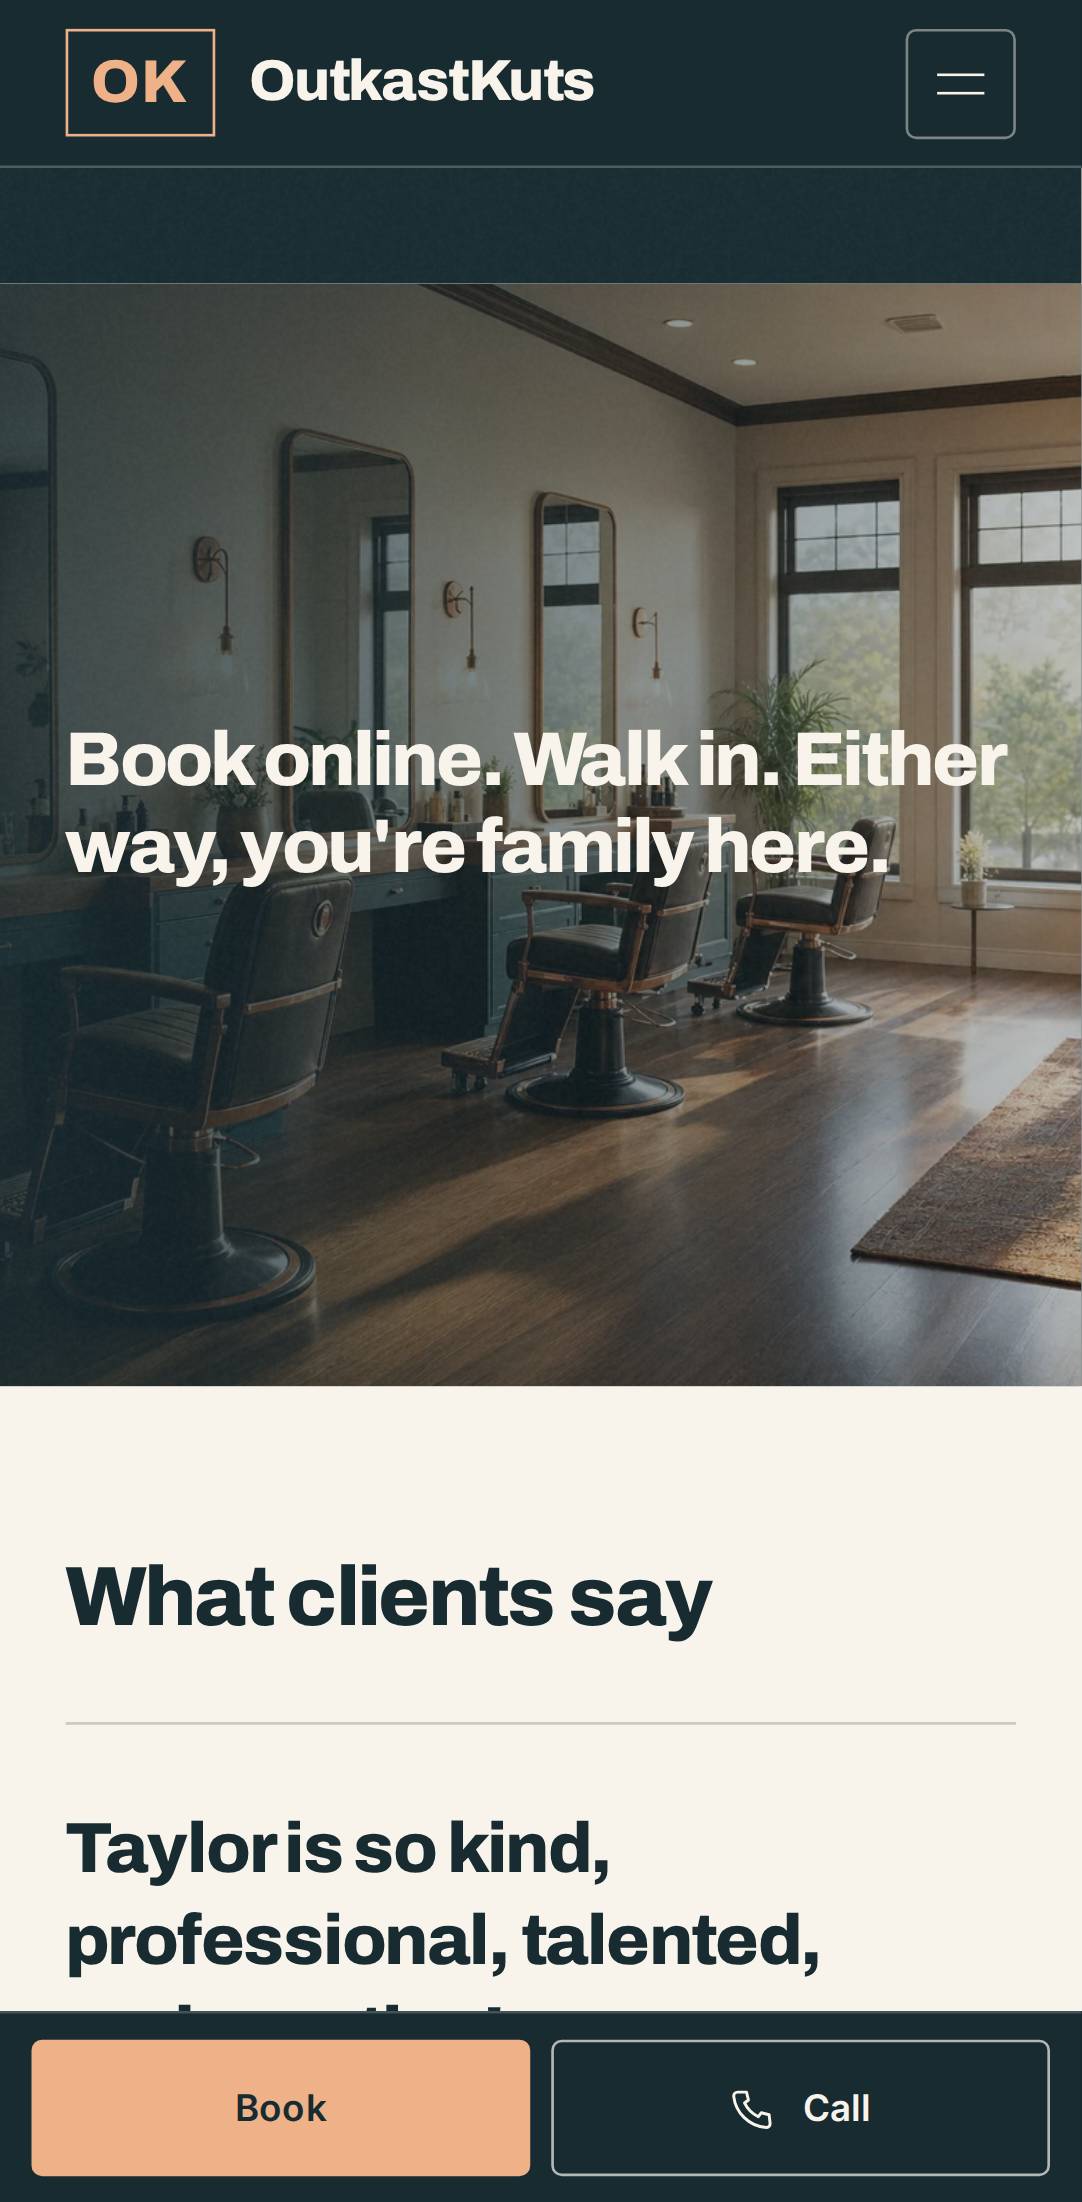 OK OutkastKuts
Book online. Walk in. Either
way, you're family here.
What clients say
Taylor is so kind,
professional, talented,
Book
Call